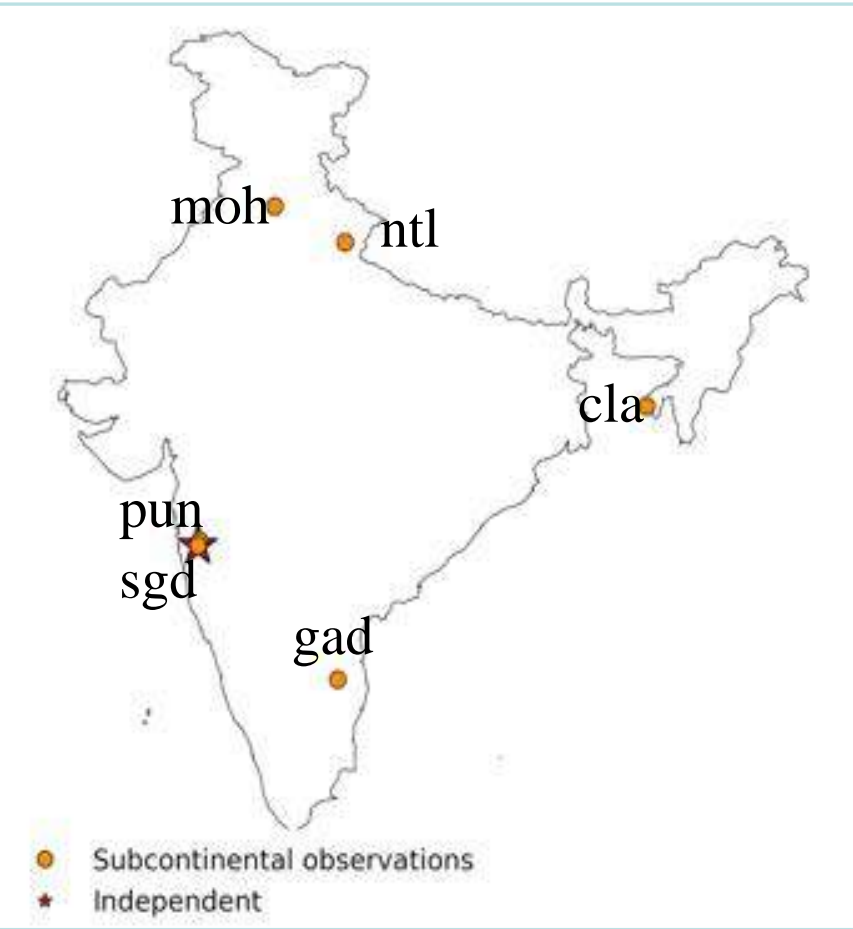 moh
ntl
cla
pun
sgd
gad
Subcontinental observations
Independent